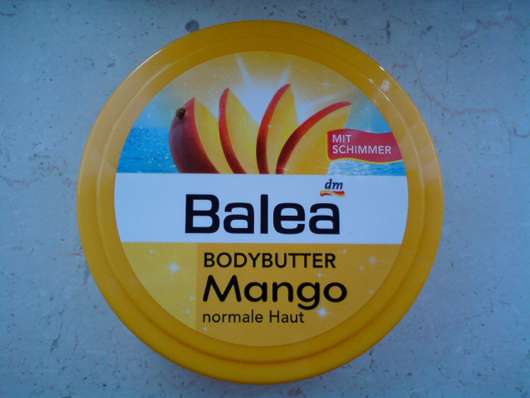 MIT
SCHIMMER
dm
Balea
BODYBUTTER
Mango
normale Haut